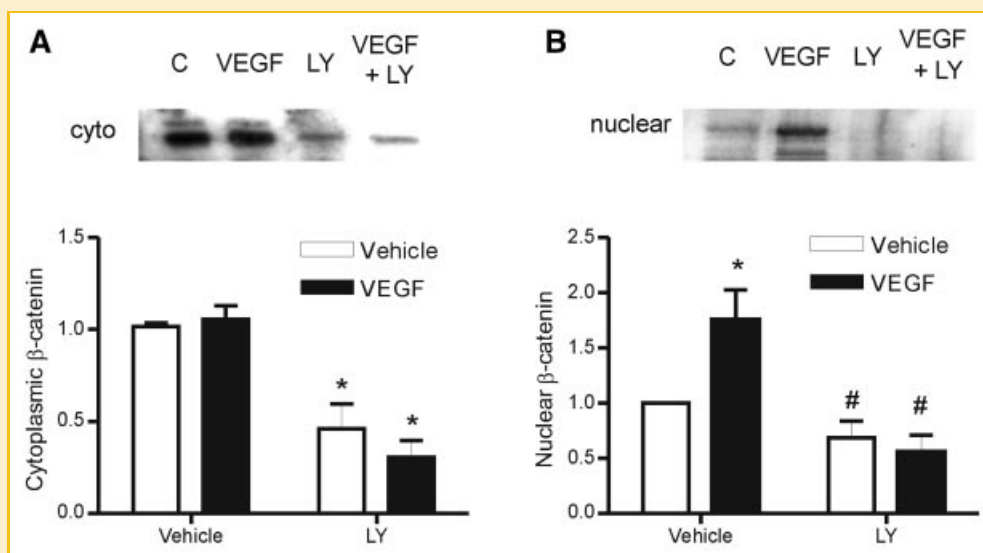 A
C VEGF LY VEGF + LY
cyto
1.5
1.0
0.5
0.0
Cytoplasmic β-catenin
Vehicle
VEGF
*
*
Vehicle LY
B
C VEGF LY VEGF + LY
nuclear
2.5
2.0
1.5
1.0
0.5
0.0
Nuclear β-catenin
Vehicle
VEGF
*
#
#
Vehicle LY